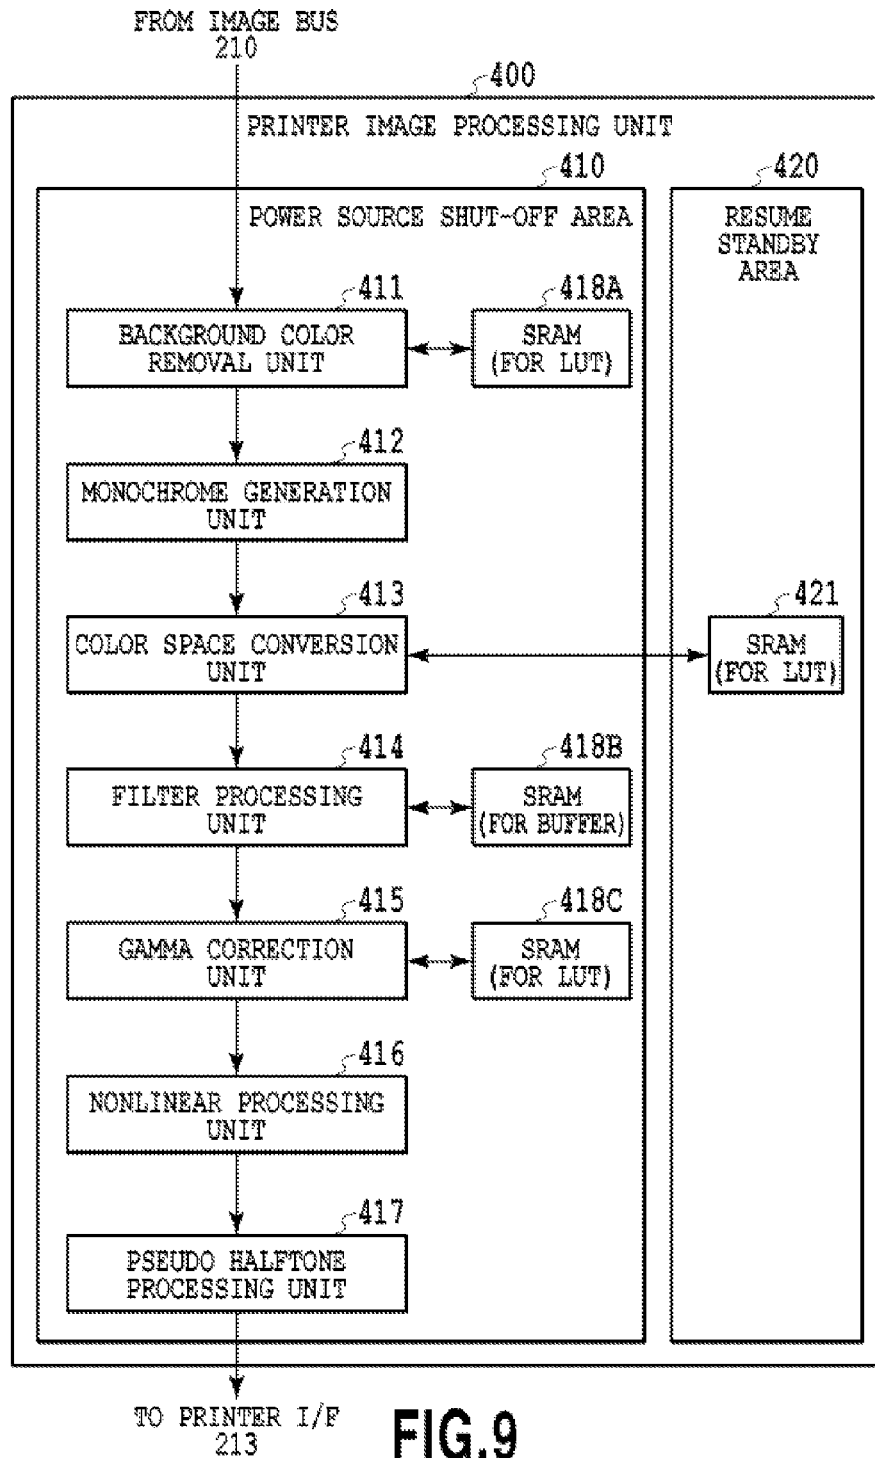 FROM IMAGE BUS
210
400
PRINTER IMAGE PROCESSING UNIT
410
420
POWER SOURCE SHUT-OFF AREA
RESUME
STANDBY
AREA
411
418A
BACKGROUND COLOR
REMOVAL UNIT
SRAM
(FOR LUT)
412
MONOCHROME GENERATION
UNIT
413
421
COLOR SPACE CONVERSION
UNIT
SRAM
(FOR LUT)
414
418B
FILTER PROCESSING
UNIT
SRAM
(FOR BUFFER)
415
418C
GAMMA CORRECTION
UNIT
SRAM
(FOR LUT)
416
NONLINEAR PROCESSING
UNIT
417
PSEUDO HALFTONE
PROCESSING UNIT
TO PRINTER I/F
213
FIG.9